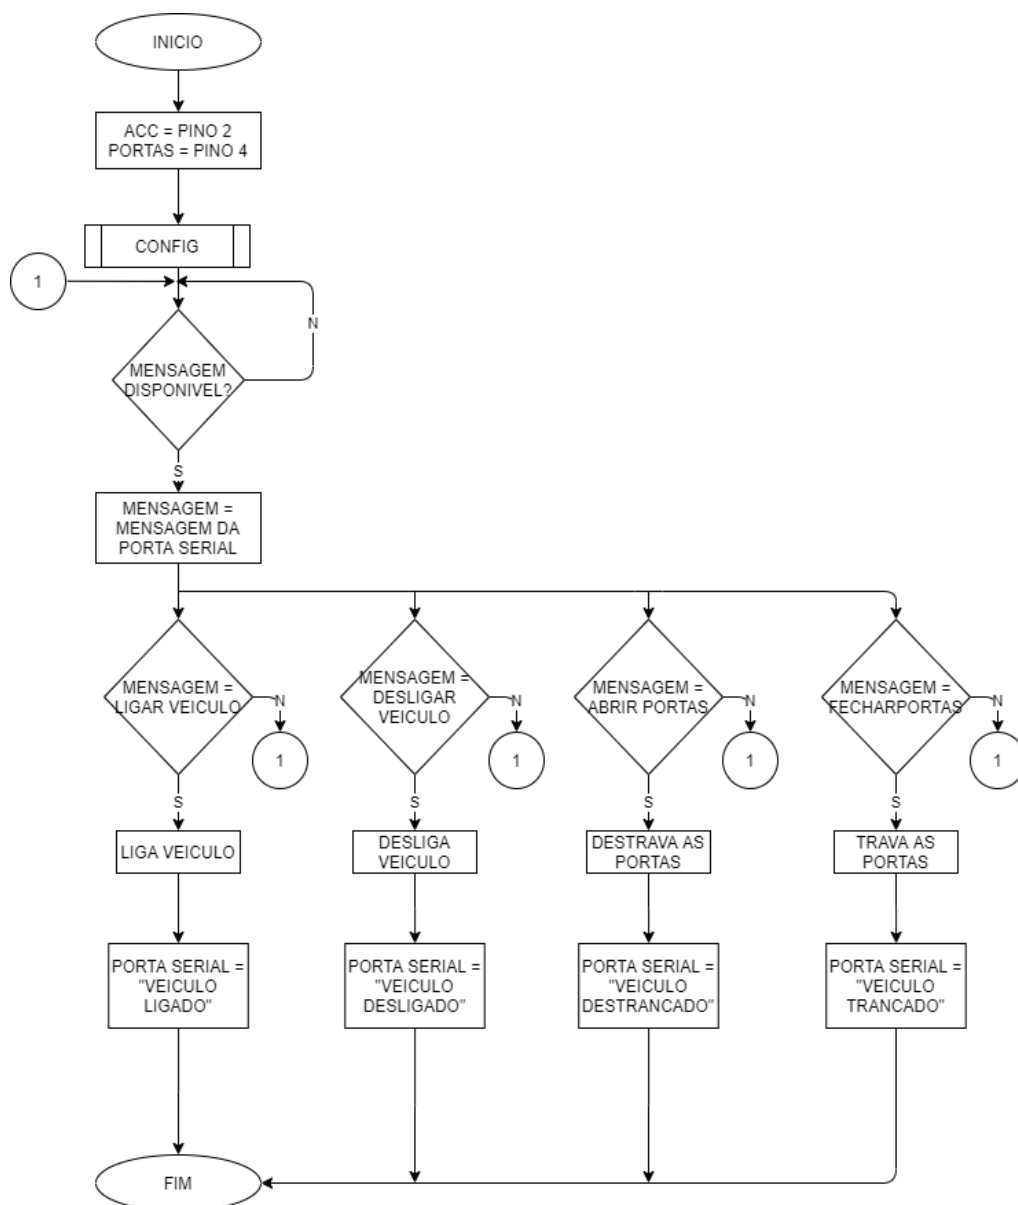 INICIO
ACC = PINO 2
PORTAS = PINO 4
CONFIG
1
N
MENSAGEM
DISPONIVEL?
S
MENSAGEM =
MENSAGEM DA
PORTA SERIAL
MENSAGEM =
LIGAR VEICULO
N
1
S
LIGA VEICULO
PORTA SERIAL =
"VEICULO
LIGADO"
MENSAGEM =
DESLIGAR
VEICULO
N
1
S
DESLIGA
VEICULO
PORTA SERIAL =
"VEICULO
DESLIGADO"
MENSAGEM =
ABRIR PORTAS
N
1
S
DESTRAVA AS
PORTAS
PORTA SERIAL =
"VEICULO
DESTRANCADO"
MENSAGEM =
FECHARPORTAS
N
1
S
TRAVA AS
PORTAS
PORTA SERIAL =
"VEICULO
TRANCADO"
FIM